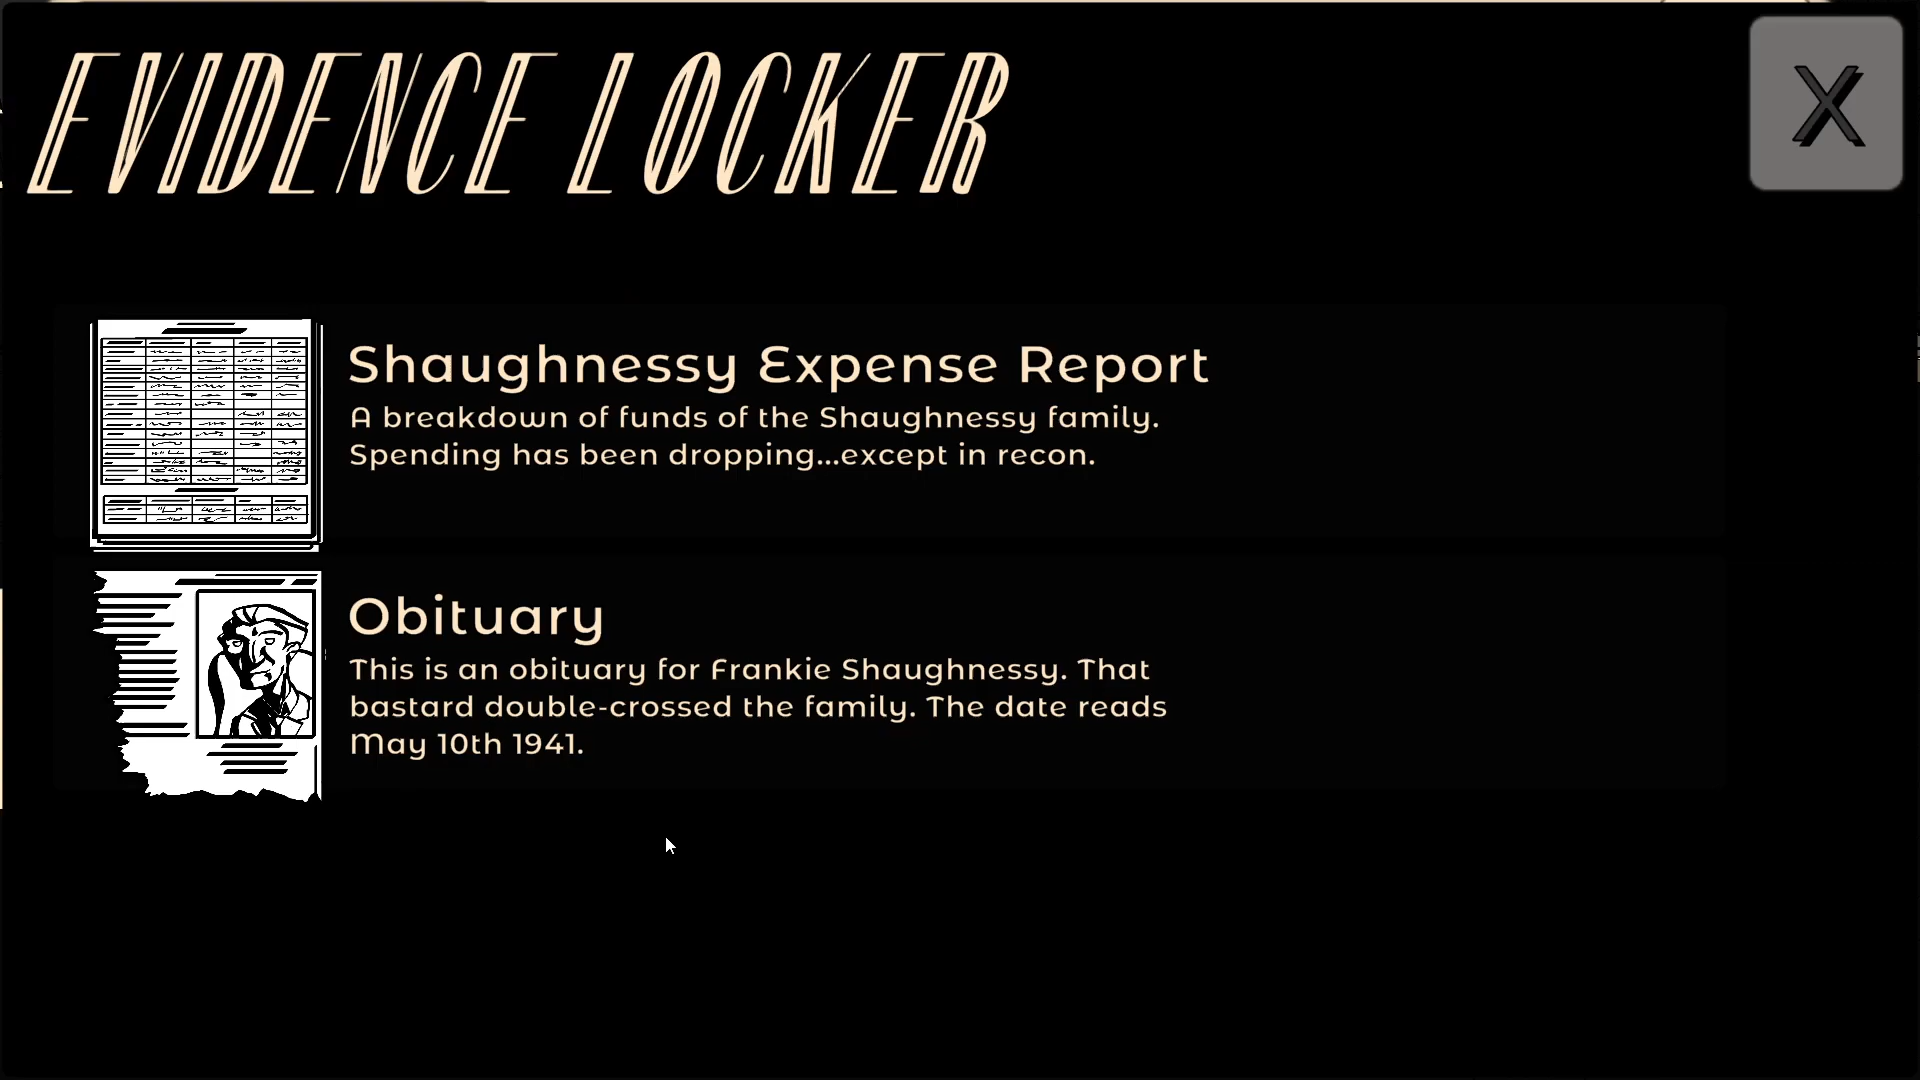 EVIDENCE LOCKER
X
Shaughnessy Expense Report
A breakdown of funds of the Shaughnessy family.
Spending has been dropping...except in recon.
Obituary
This is an obituary for Frankie Shaughnessy. That
bastard double-crossed the family. The date reads
May 10th 1941.